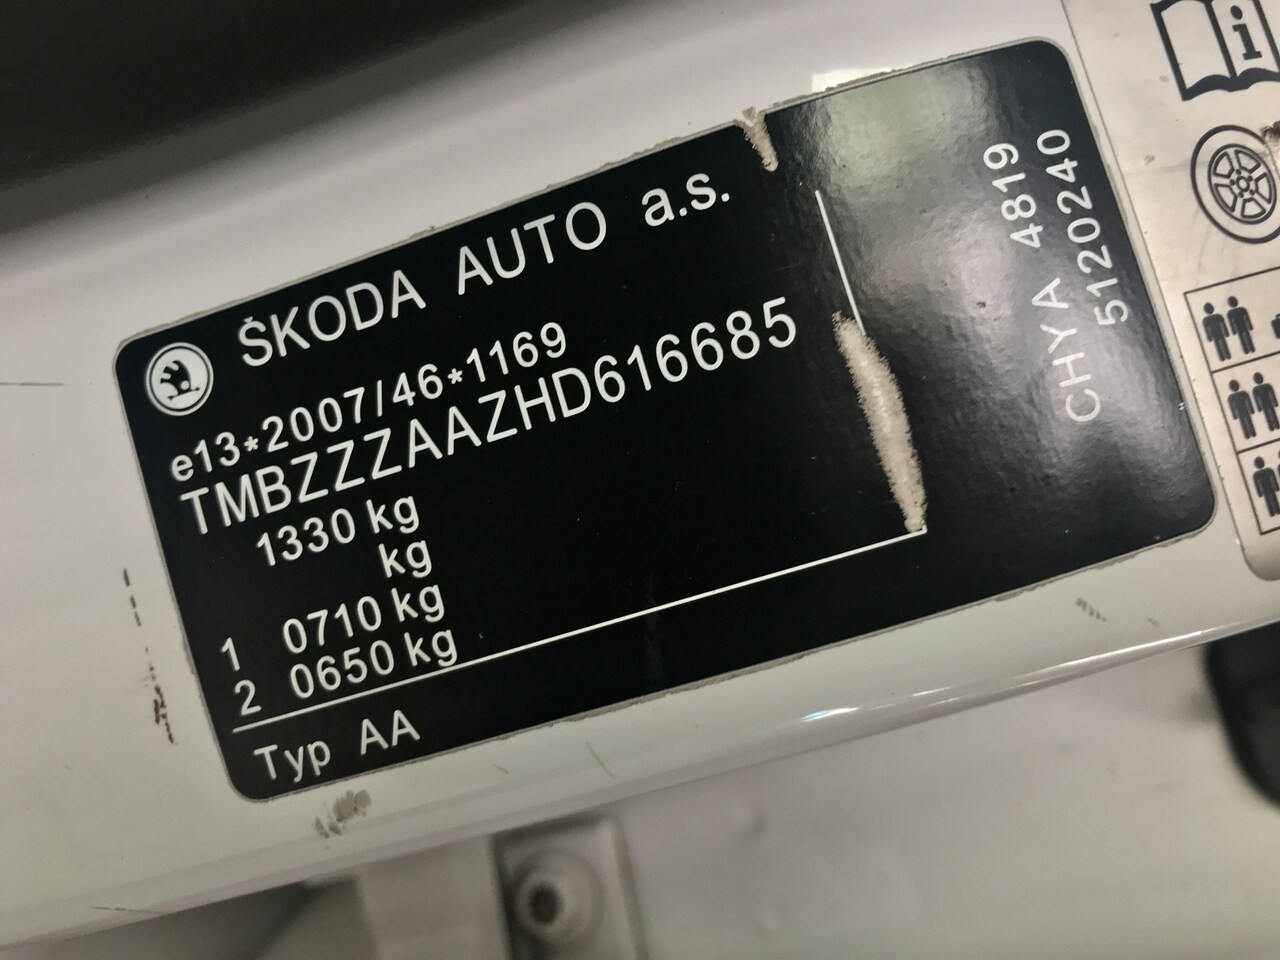 ŠKODA AUTO a.s.
e13*2007/46*1169
TMBZZZAAZHD616685
1330 kg
kg
1 0710 kg
2 0650 kg
Typ AA
CHYA 4819
5120240
i